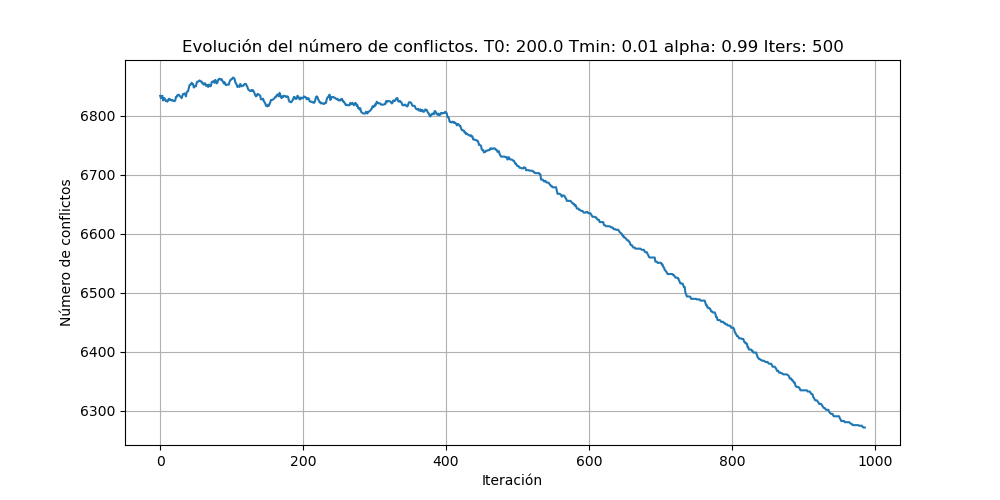 Evolución del número de conflictos. T0: 200.0 Tmin: 0.01 alpha: 0.99 Iters: 500
Número de conflictos
6800
6700
6600
6500
6400
6300
0 200 400 600 800 1000
Iteración